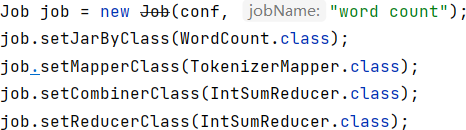 Job job = new Job(conf, jobName: "word count");
job.setJarByClass(WordCount.class);
job.setMapperClass(TokenizerMapper.class);
job.setCombinerClass(IntSumReducer.class);
job.setReducerClass(IntSumReducer.class);